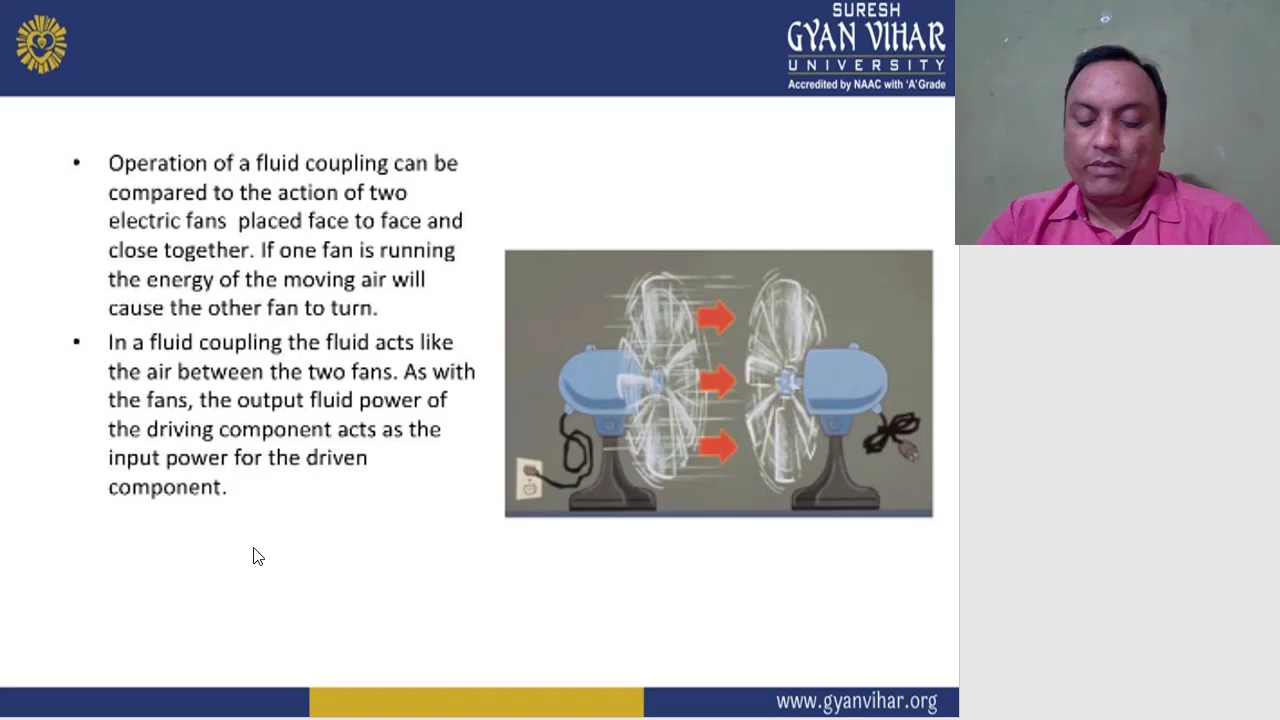 SURESH
GYAN VIHAR
UNIVERSITY
Accredited by NAAC with 'A' Grade
• Operation of a fluid coupling can be
compared to the action of two
electric fans placed face to face and
close together. If one fan is running
the energy of the moving air will
cause the other fan to turn.
• In a fluid coupling the fluid acts like
the air between the two fans. As with
the fans, the output fluid power of
the driving component acts as the
input power for the driven
component.
www.gyanvihar.org